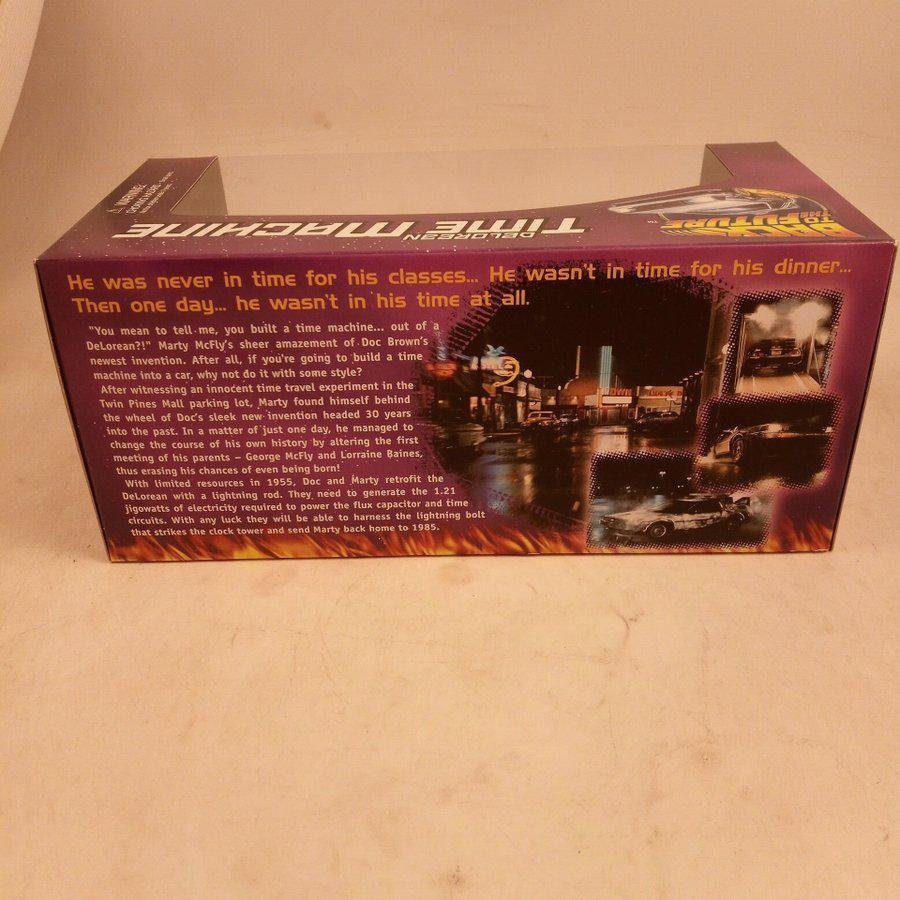 WARNING:
CHOKING HAZARD -
DELOREAN
TIME MACHINE
BACK
TO THE
FUTURE
TM
He was never in time for his classes... He wasn't in time for his dinner...
Then one day... he wasn't in his time at all.
"You mean to tell me, you built a time machine... out of a
DeLorean?!" Marty McFly's sheer amazement of Doc Brown's
newest invention. After all, if you're going to build a time
machine into a car, why not do it with some style?
After witnessing an innocent time travel experiment in the
Twin Pines Mall parking lot, Marty found himself behind
the wheel of Doc's sleek new invention headed 30 years
into the past. In a matter of just one day, he managed to
change the course of his own history by altering the first
meeting of his parents – George McFly and Lorraine Baines,
thus erasing his chances of even being born!
With limited resources in 1955, Doc and Marty retrofit the
DeLorean with a lightning rod. They need to generate the 1.21
jigowatts of electricity required to power the flux capacitor and time
circuits. With any luck they will be able to harness the lightning bolt
that strikes the clock tower and send Marty back home to 1985.